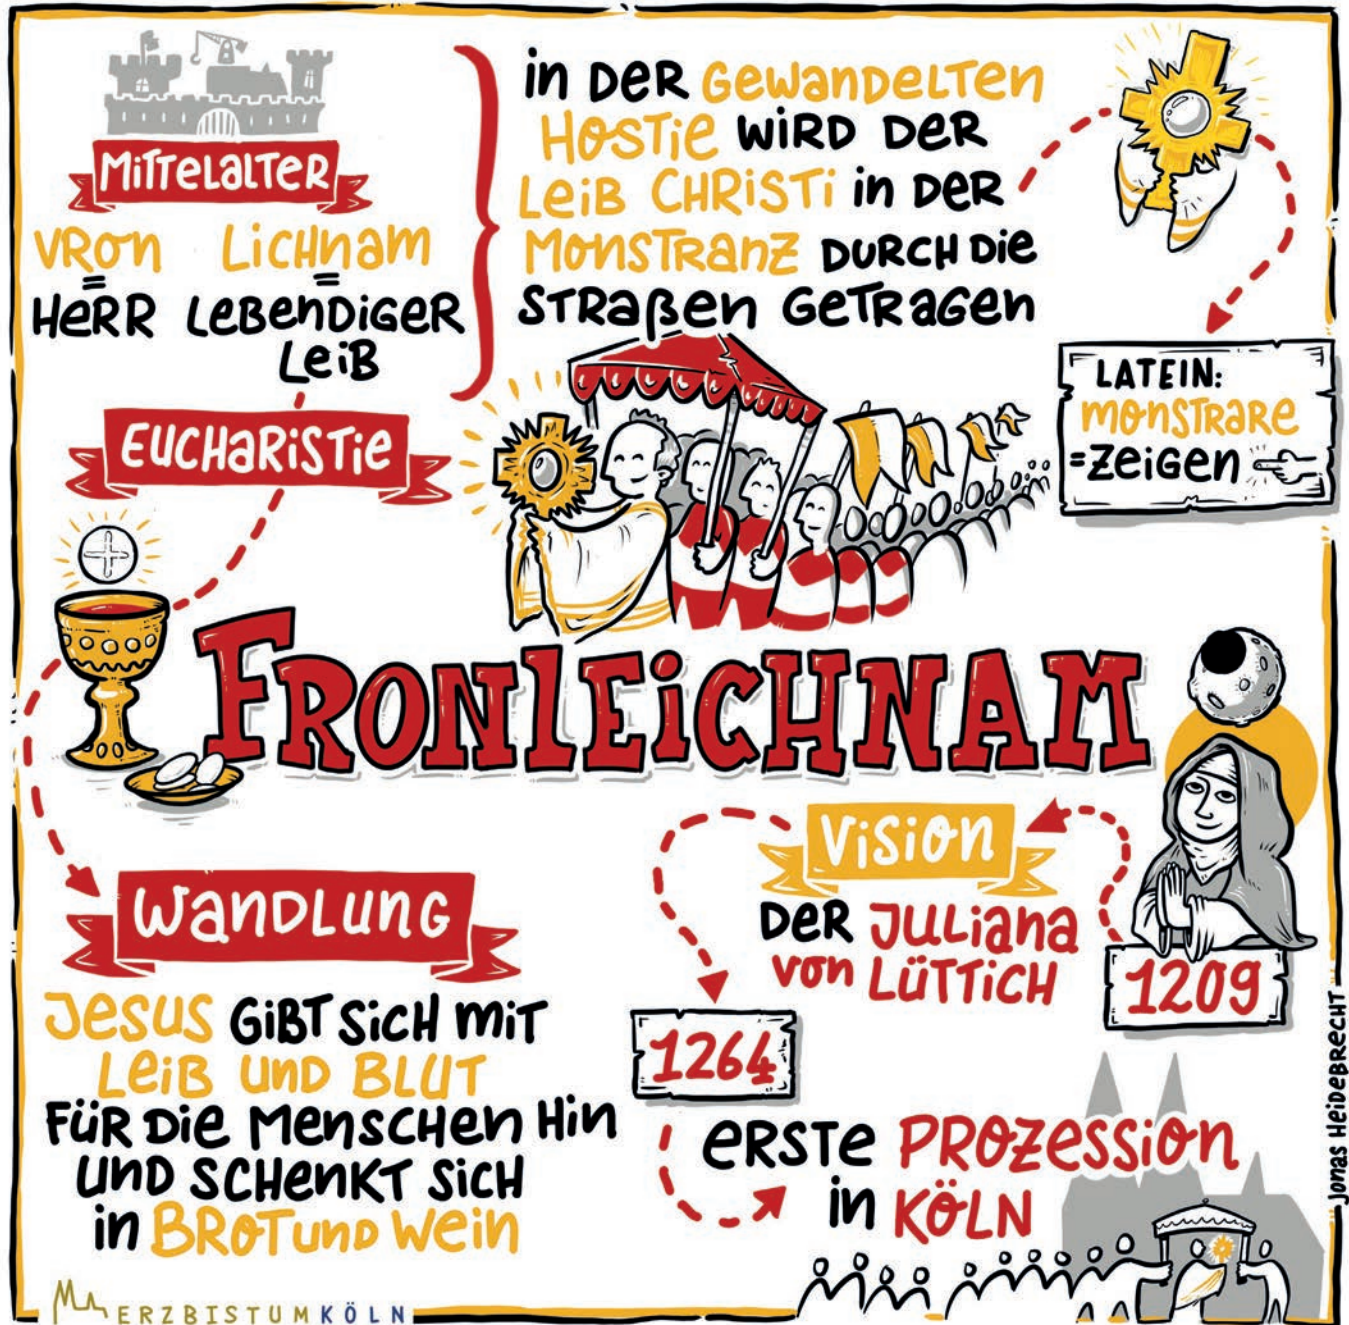 Mittelalter
VRon Lichnam
= =
Herr Lebendiger
Leib
in der gewandelten
Hostie wird der
Leib Christi in der
Monstranz durch die
Straßen getragen
Latein:
monstrare
=zeigen
Eucharistie
Fronleichnam
Vision
der Juliana
von Lüttich
1209
1264
erste Prozession
in Köln
Wandlung
Jesus gibt sich mit
Leib und Blut
für die Menschen hin
und schenkt sich
in Brot und Wein
Jonas Heidebrecht
ERZBISTUMKÖLN